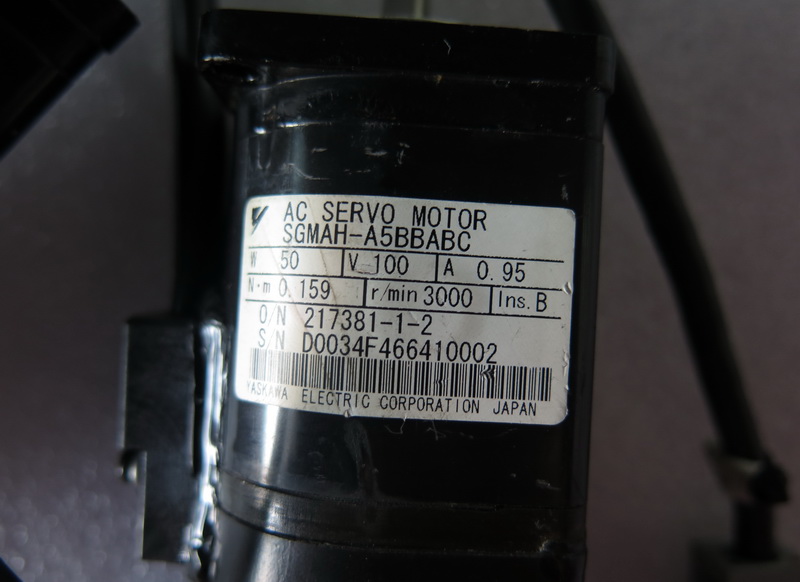 AC SERVO MOTOR
SGMAH-A5BBABC
W 50 V 100 A 0.95
N·m 0.159 r/min 3000 Ins. B
O/N 217381-1-2
S/N D0034F466410002
YASKAWA ELECTRIC CORPORATION JAPAN